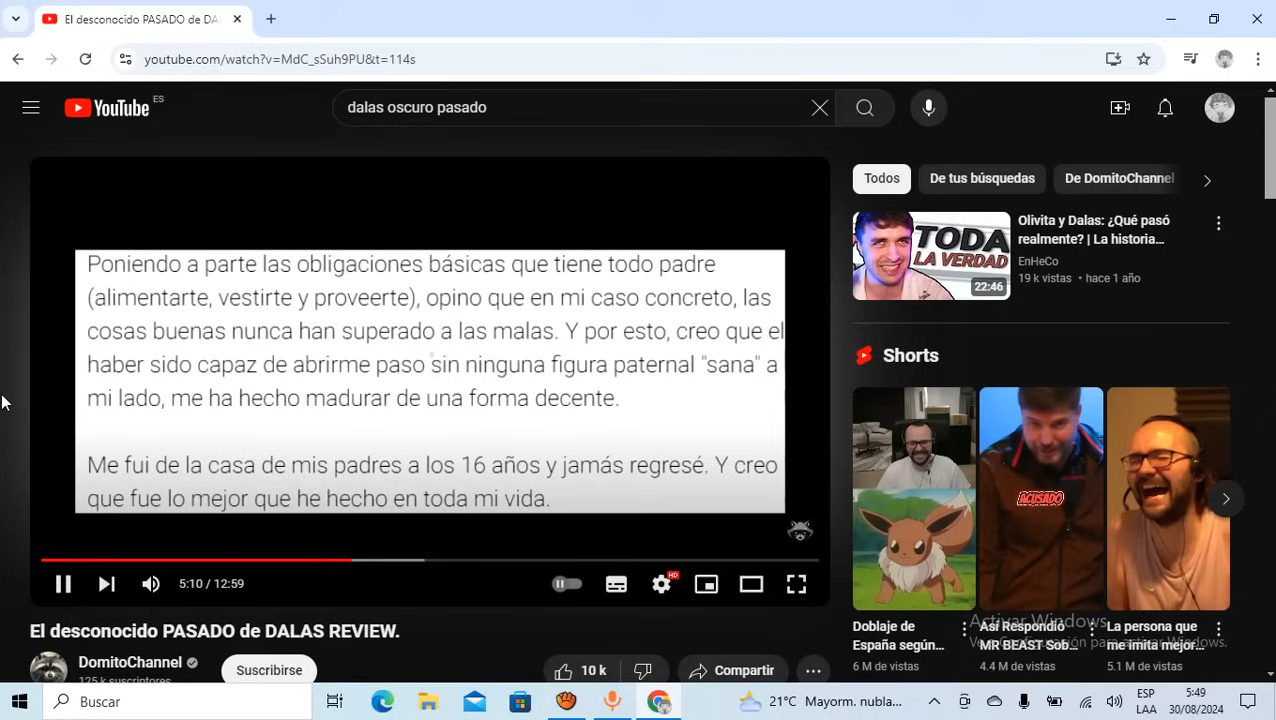 El desconocido PASADO de DA
youtube.com/watch?v=MdC_sSuh9PU&t=114s
YouTube ES
dalas oscuro pasado
Poniendo a parte las obligaciones básicas que tiene todo padre
(alimentarte, vestirte y proveerte), opino que en mi caso concreto, las
cosas buenas nunca han superado a las malas. Y por esto, creo que el
haber sido capaz de abrirme paso sin ninguna figura paternal "sana" a
mi lado, me ha hecho madurar de una forma decente.
Me fui de la casa de mis padres a los 16 años y jamás regresé. Y creo
que fue lo mejor que he hecho en toda mi vida.
5:10 / 12:59
HD
El desconocido PASADO de DALAS REVIEW.
DomitoChannel
125 k suscriptores
Suscribirse
10 k
Compartir
Todos
De tus búsquedas
De DomitoChannel
TODA
LA VERDAD
22:46
Olivita y Dalas: ¿Qué pasó
realmente? | La historia...
EnHeCo
19 k vistas • hace 1 año
Shorts
ACUSADO
Doblaje de
España según...
6 M de vistas
Así Respondió
MR BEAST Sob...
4.4 M de vistas
La persona que
me imita mejor...
5.1 M de vistas
Activar Windows
Ve a Configuración para activar Windows.
Buscar
21°C Mayorm. nubla...
ESP
LAA
5:49
30/08/2024